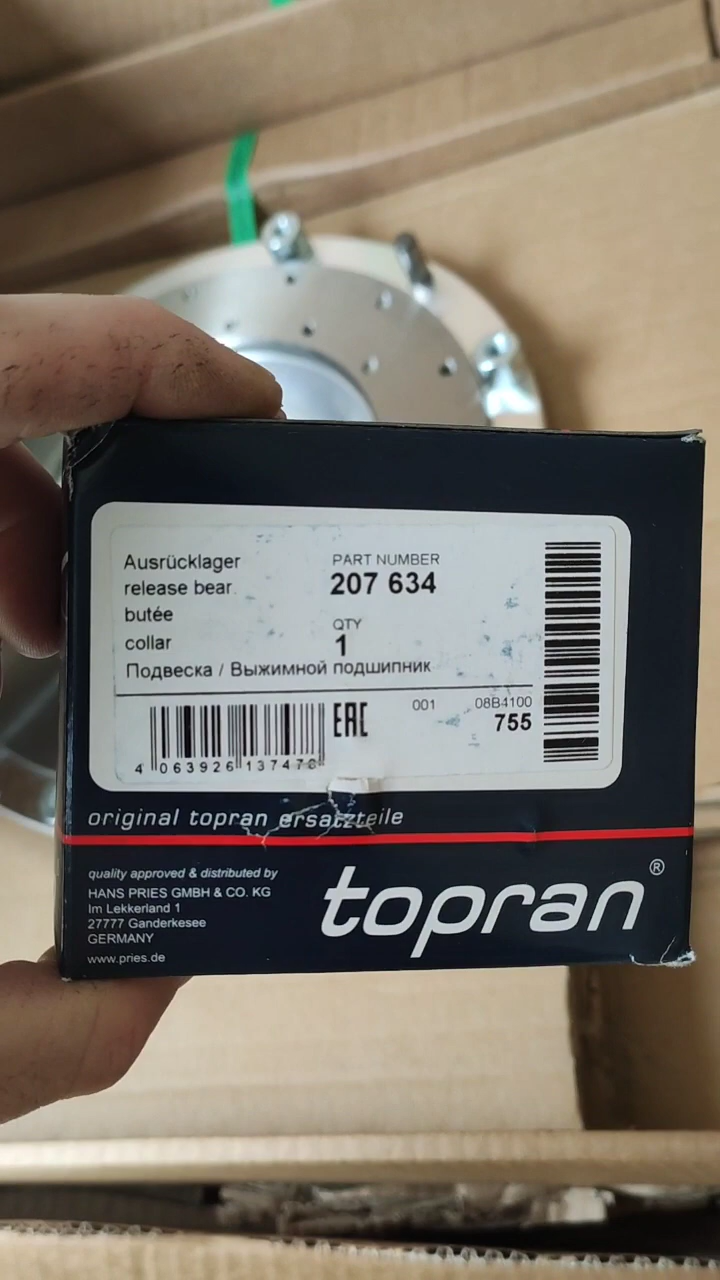 Ausrücklager
release bear.
butée
collar
Подвеска / Выжимной подшипник
PART NUMBER
207 634
QTY
1
4 063926 137478
EAC
001
08B4100
755
original topran ersatzteile
quality approved & distributed by
HANS PRIES GMBH & CO. KG
Im Lekkerland 1
27777 Ganderkesee
GERMANY
www.pries.de
topran®